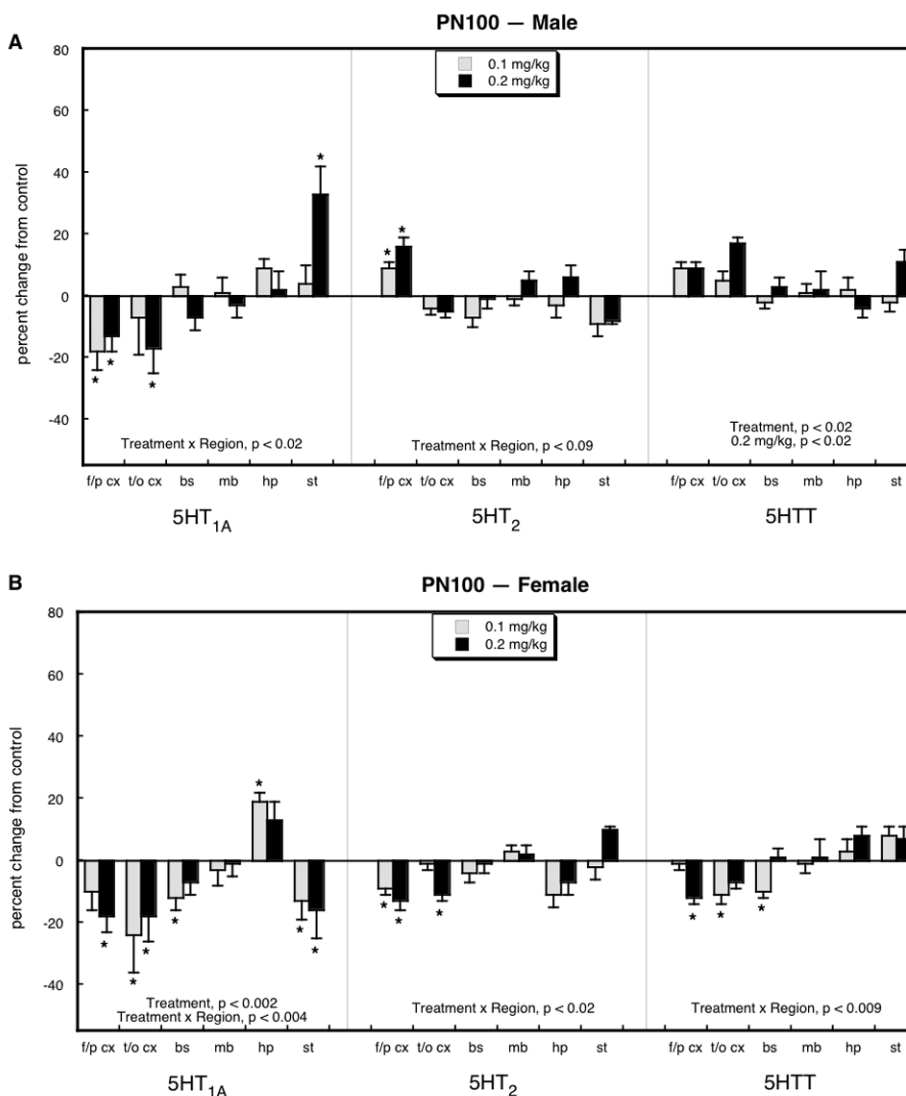 PN100 — Male
A
80
0.1 mg/kg
0.2 mg/kg
60
40
*
20
* *
percent change from control
0
-20
* * *
-40
Treatment x Region, p < 0.02
Treatment x Region, p < 0.09
Treatment, p < 0.02
0.2 mg/kg, p < 0.02
f/p cx t/o cx bs mb hp st f/p cx t/o cx bs mb hp st f/p cx t/o cx bs mb hp st
5HT1A 5HT2 5HTT
B
PN100 — Female
80
0.1 mg/kg
0.2 mg/kg
60
40
20
*
percent change from control
0
-20
* * * * * * * * * * * *
-40
Treatment, p < 0.002
Treatment x Region, p < 0.004
Treatment x Region, p < 0.02
Treatment x Region, p < 0.009
f/p cx t/o cx bs mb hp st f/p cx t/o cx bs mb hp st f/p cx t/o cx bs mb hp st
5HT1A 5HT2 5HTT